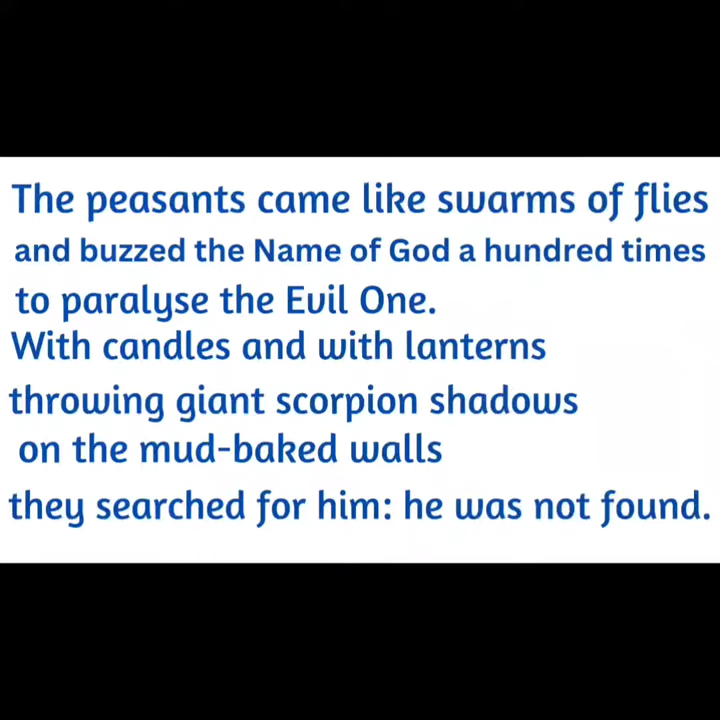 The peasants came like swarms of flies
and buzzed the Name of God a hundred times
to paralyse the Evil One.
With candles and with lanterns
throwing giant scorpion shadows
on the mud-baked walls
they searched for him: he was not found.